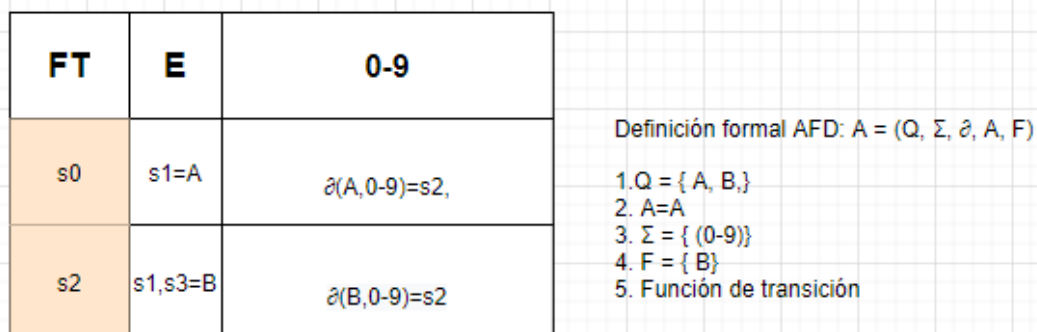 FT E 0-9
s0 s1=A ∂(A,0-9)=s2,
s2 s1,s3=B ∂(B,0-9)=s2
Definición formal AFD: A = (Q, Σ, ∂, A, F)
1.Q = { A, B,}
2. A=A
3. Σ = { (0-9)}
4. F = { B}
5. Función de transición